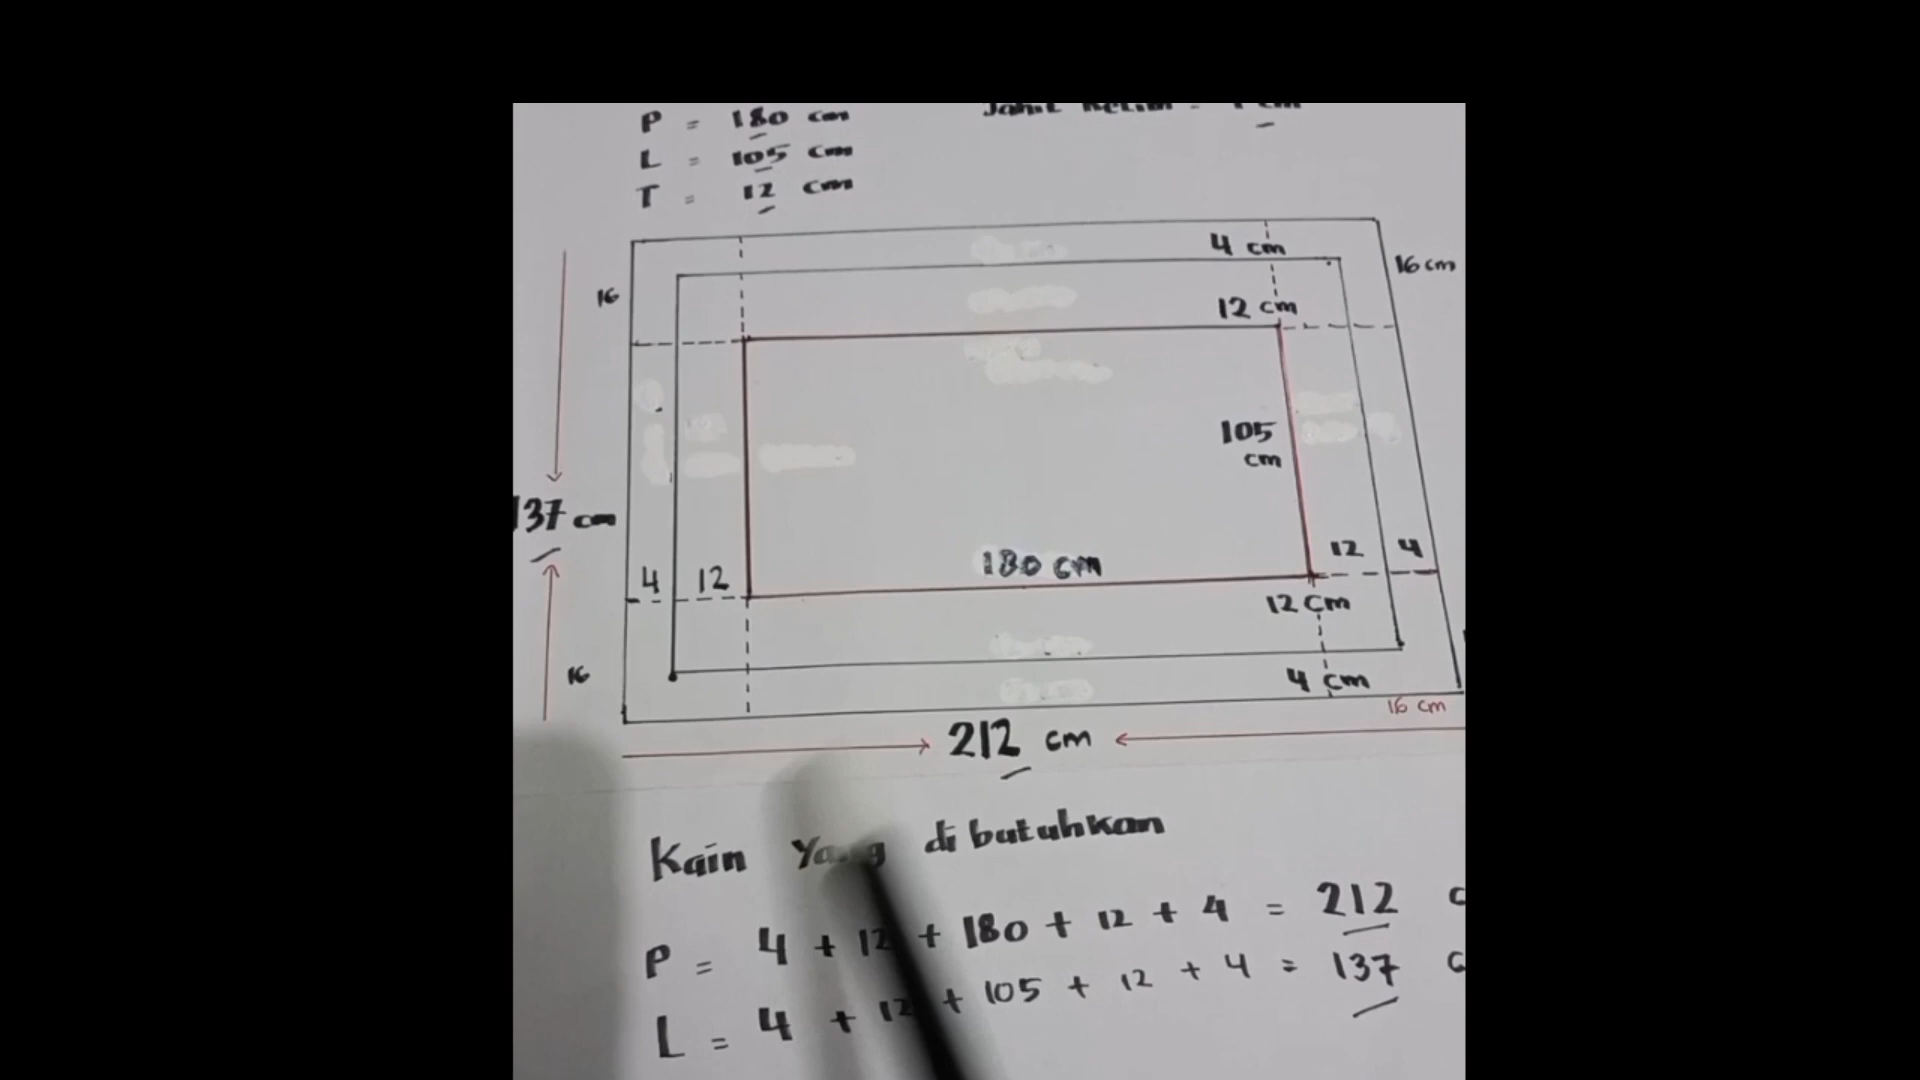 P = 180 cm
L = 105 cm
T = 12 cm
4 cm
16 cm
16
12 cm
105
cm
137 cm
180 cm
12 4
4 12
12 cm
16
4 cm
16 cm
212 cm
Kain Yang dibutuhkan
P = 4 + 12 + 180 + 12 + 4 = 212 c
L = 4 + 12 + 105 + 12 + 4 = 137 c